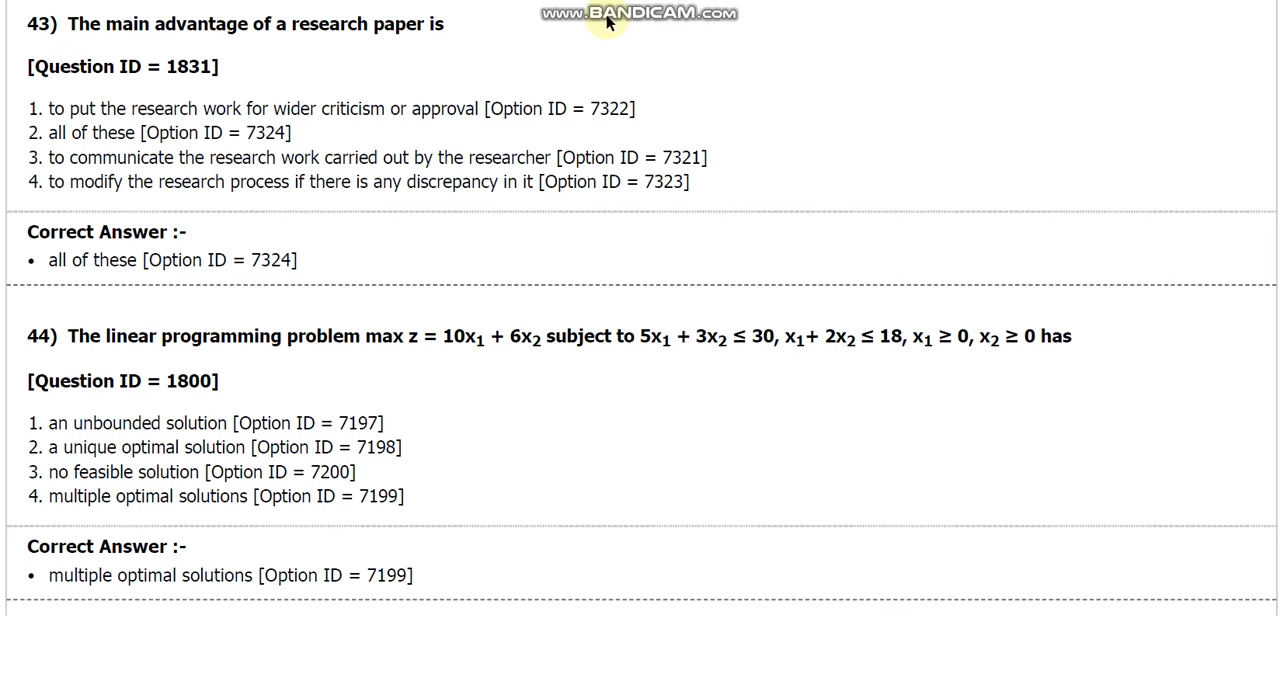 www.BANDICAM.com
43) The main advantage of a research paper is
[Question ID = 1831]
1. to put the research work for wider criticism or approval [Option ID = 7322]
2. all of these [Option ID = 7324]
3. to communicate the research work carried out by the researcher [Option ID = 7321]
4. to modify the research process if there is any discrepancy in it [Option ID = 7323]
Correct Answer :-
• all of these [Option ID = 7324]
44) The linear programming problem max z = 10x₁ + 6x₂ subject to 5x₁ + 3x₂ ≤ 30, x₁+ 2x₂ ≤ 18, x₁ ≥ 0, x₂ ≥ 0 has
[Question ID = 1800]
1. an unbounded solution [Option ID = 7197]
2. a unique optimal solution [Option ID = 7198]
3. no feasible solution [Option ID = 7200]
4. multiple optimal solutions [Option ID = 7199]
Correct Answer :-
• multiple optimal solutions [Option ID = 7199]